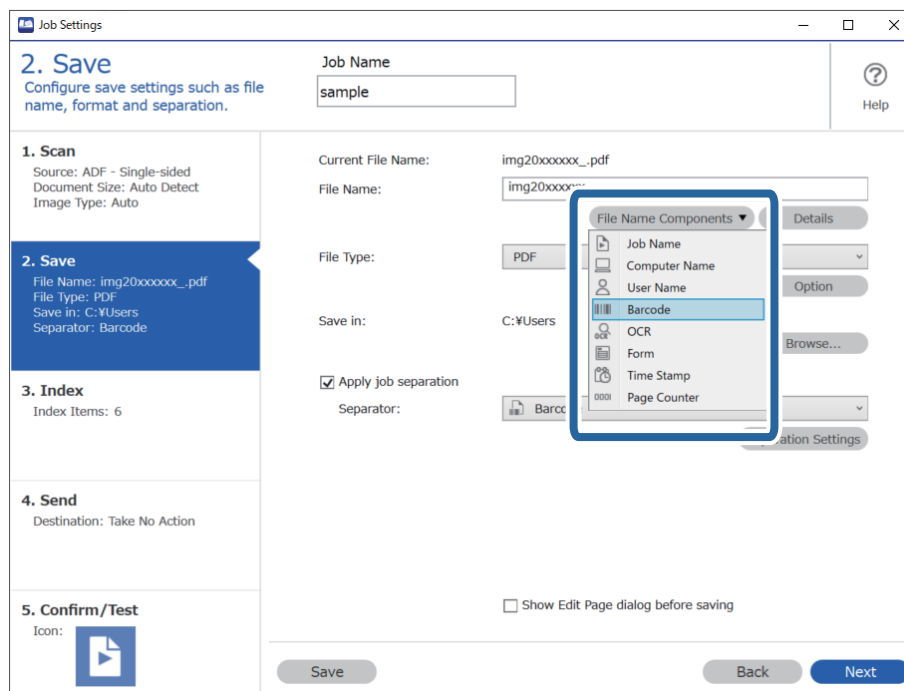 Job Settings
2. Save
Configure save settings such as file
name, format and separation.
Job Name
sample
Help
1. Scan
Source: ADF - Single-sided
Document Size: Auto Detect
Image Type: Auto
2. Save
File Name: img20xxxxxx_.pdf
File Type: PDF
Save in: C:¥Users
Separator: Barcode
3. Index
Index Items: 6
4. Send
Destination: Take No Action
5. Confirm/Test
Icon:
Current File Name: img20xxxxxx_.pdf
File Name: img20xxxxxx
File Name Components ▼
Details
Job Name
Computer Name
User Name
Barcode
OCR
OCR
Form
Time Stamp
0001 Page Counter
File Type: PDF
Option
Save in: C:¥Users
Browse...
Apply job separation
Separator:
Settings
Show Edit Page dialog before saving
Save
Back
Next